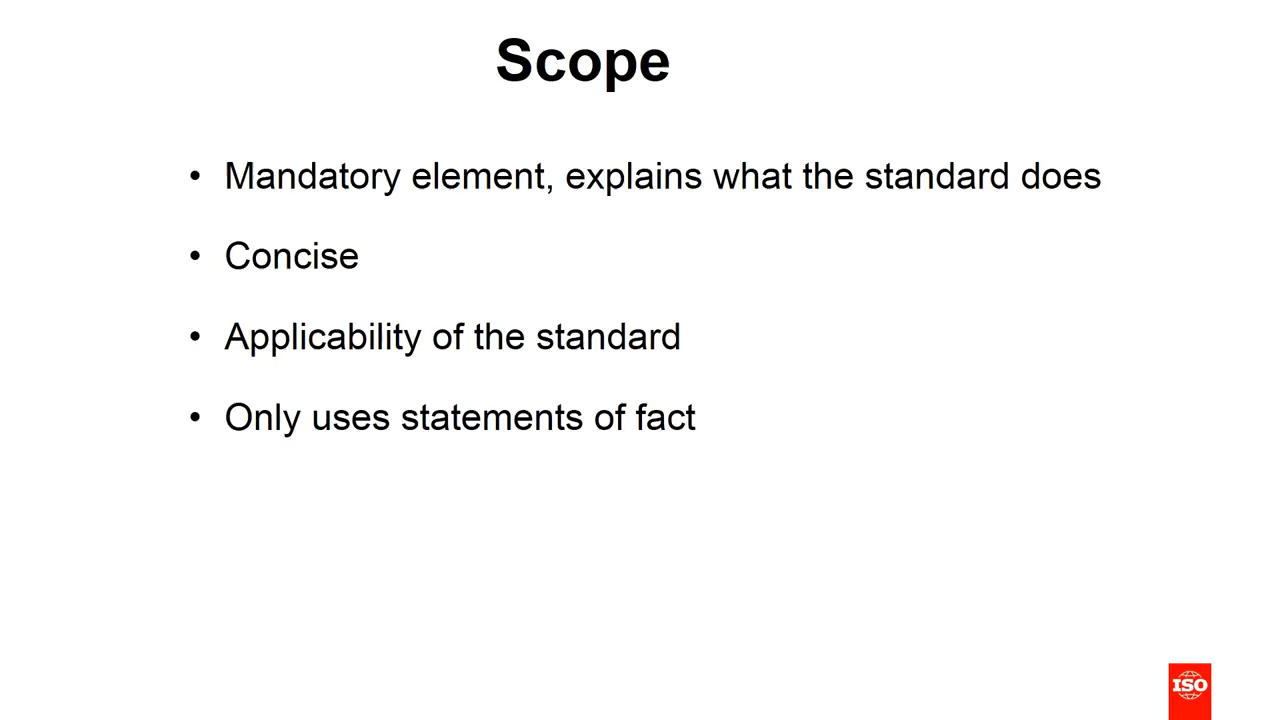 Scope
• Mandatory element, explains what the standard does
• Concise
• Applicability of the standard
• Only uses statements of fact
ISO